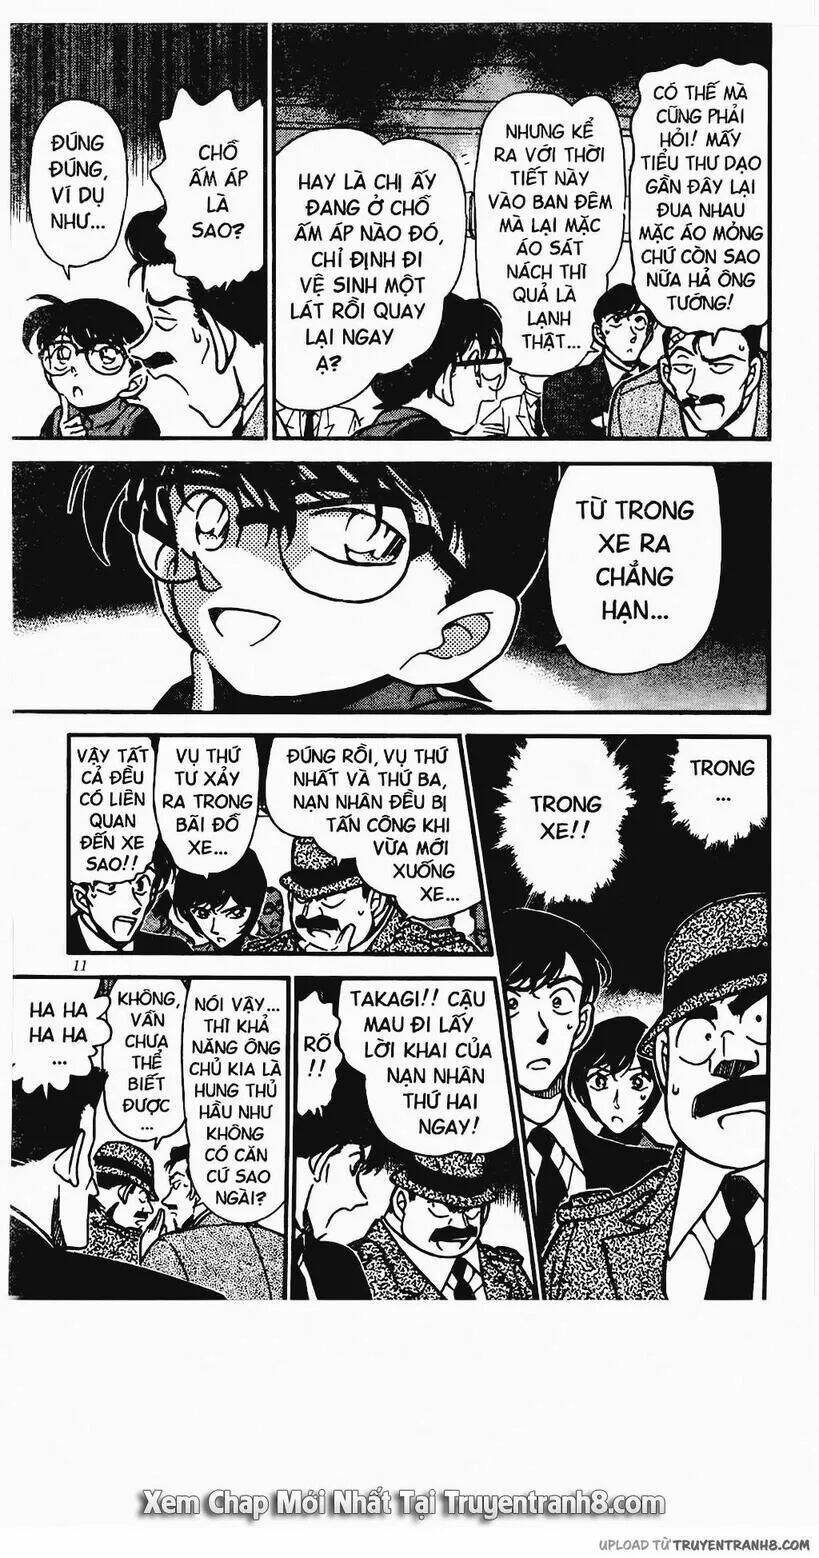 CÓ THẾ MÀ
CŨNG PHẢI
HỎI! MẤY
TIỂU THƯ DẠO
GẦN ĐÂY LẠI
ĐUA NHAU
MẶC ÁO MỎNG
CHỨ CÒN SAO
NỮA HẢ ÔNG
TƯỚNG!
NHƯNG KỂ
RA VỚI THỜI
TIẾT NÀY
VÀO BAN ĐÊM
MÀ LẠI MẶC
ÁO SÁT
NÁCH THÌ
QUẢ LÀ
LẠNH
THẬT...
HAY LÀ CHỊ ẤY
ĐANG Ở CHỖ
ẤM ÁP NÀO ĐÓ,
CHỈ ĐỊNH ĐI
VỆ SINH MỘT
LÁT RỒI QUAY
LẠI NGAY
Ạ?
CHỖ
ẤM ÁP
LÀ
SAO?
ĐÚNG
ĐÚNG,
VÍ DỤ
NHƯ...
TỪ TRONG
XE RA
CHẲNG
HẠN...
TRONG
...
TRONG
XE!!
ĐÚNG RỒI, VỤ THỨ
NHẤT VÀ THỨ BA,
NẠN NHÂN ĐỀU BỊ
TẤN CÔNG KHI
VỪA MỚI
XUỐNG
XE...
VỤ THỨ
TƯ XẢY
RA TRONG
BÃI ĐỖ
XE...
VẬY TẤT
CẢ ĐỀU
CÓ LIÊN
QUAN
ĐẾN XE
SAO!!
11
TAKAGI!! CẬU
MAU ĐI LẤY
LỜI KHAI CỦA
NẠN NHÂN
THỨ HAI
NGAY!
RÕ
!!
NÓI VẬY...
THÌ KHẢ
NĂNG ÔNG
CHỦ KIA LÀ
HUNG THỦ
HẦU NHƯ
KHÔNG
CÓ CĂN
CỨ SAO
NGÀI?
KHÔNG,
VẪN
CHƯA
THỂ
BIẾT
ĐƯỢC
...
HA HA
HA HA
...
Xem Chap Mới Nhất Tại Truyentranh8.com
UPLOAD TỪ TRUYENTRANH8.COM